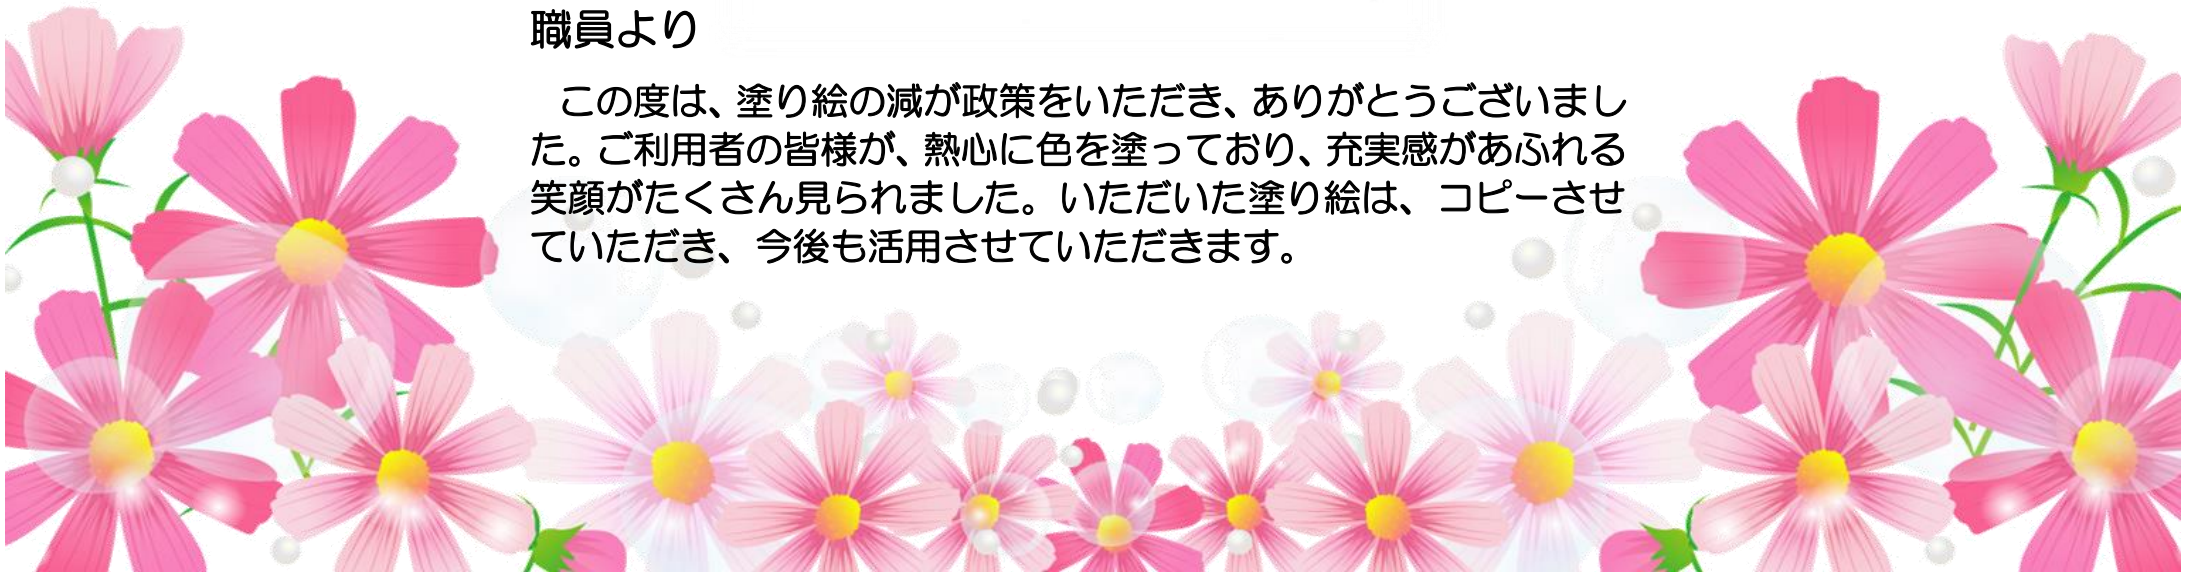 職員より
この度は、塗り絵の減が政策をいただき、ありがとうございまし
た。ご利用者の皆様が、熱心に色を塗っており、充実感があふれる
笑顔がたくさん見られました。いただいた塗り絵は、コピーさせ
ていただき、今後も活用させていただきます。